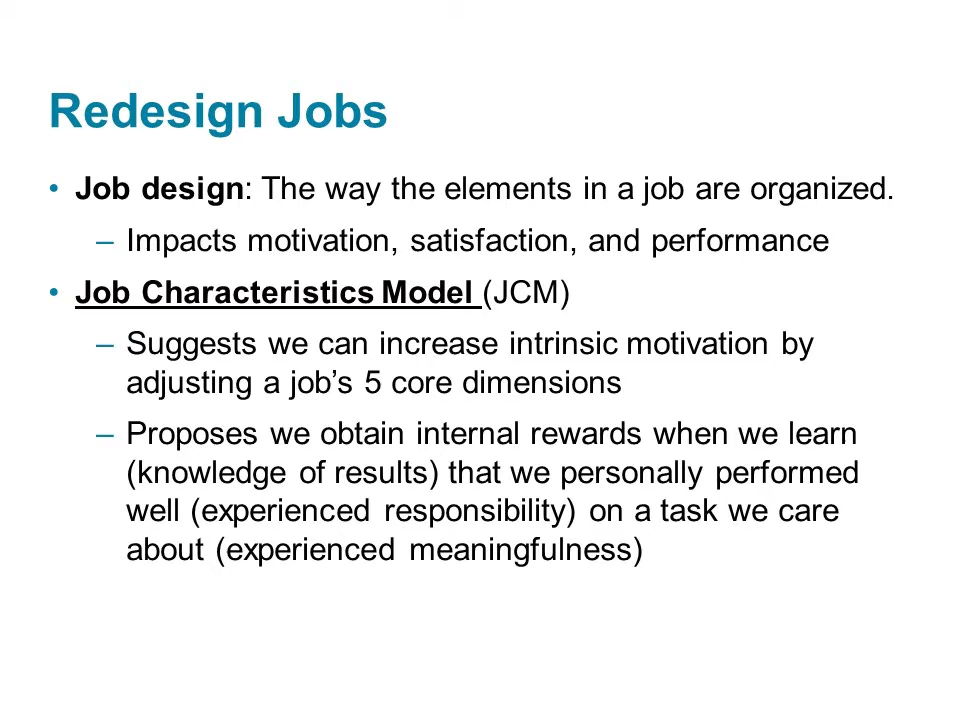 Redesign Jobs
• Job design: The way the elements in a job are organized.
– Impacts motivation, satisfaction, and performance
• Job Characteristics Model (JCM)
– Suggests we can increase intrinsic motivation by
adjusting a job’s 5 core dimensions
– Proposes we obtain internal rewards when we learn
(knowledge of results) that we personally performed
well (experienced responsibility) on a task we care
about (experienced meaningfulness)